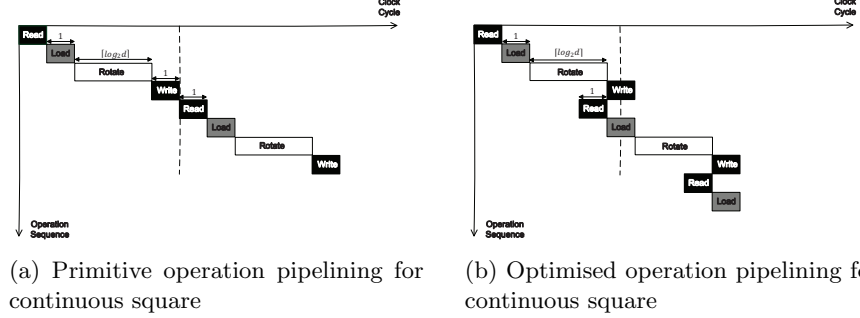 Clock
Cycle
Read
1
Load
⌈log₂d⌉
Rotate
1
Write
1
Read
Load
Rotate
Write
Operation
Sequence
(a) Primitive operation pipelining for
continuous square
Clock
Cycle
Read
1
Load
⌈log₂d⌉
Rotate
1
Write
Read
Load
Rotate
Write
Read
Load
Operation
Sequence
(b) Optimised operation pipelining
continuous square